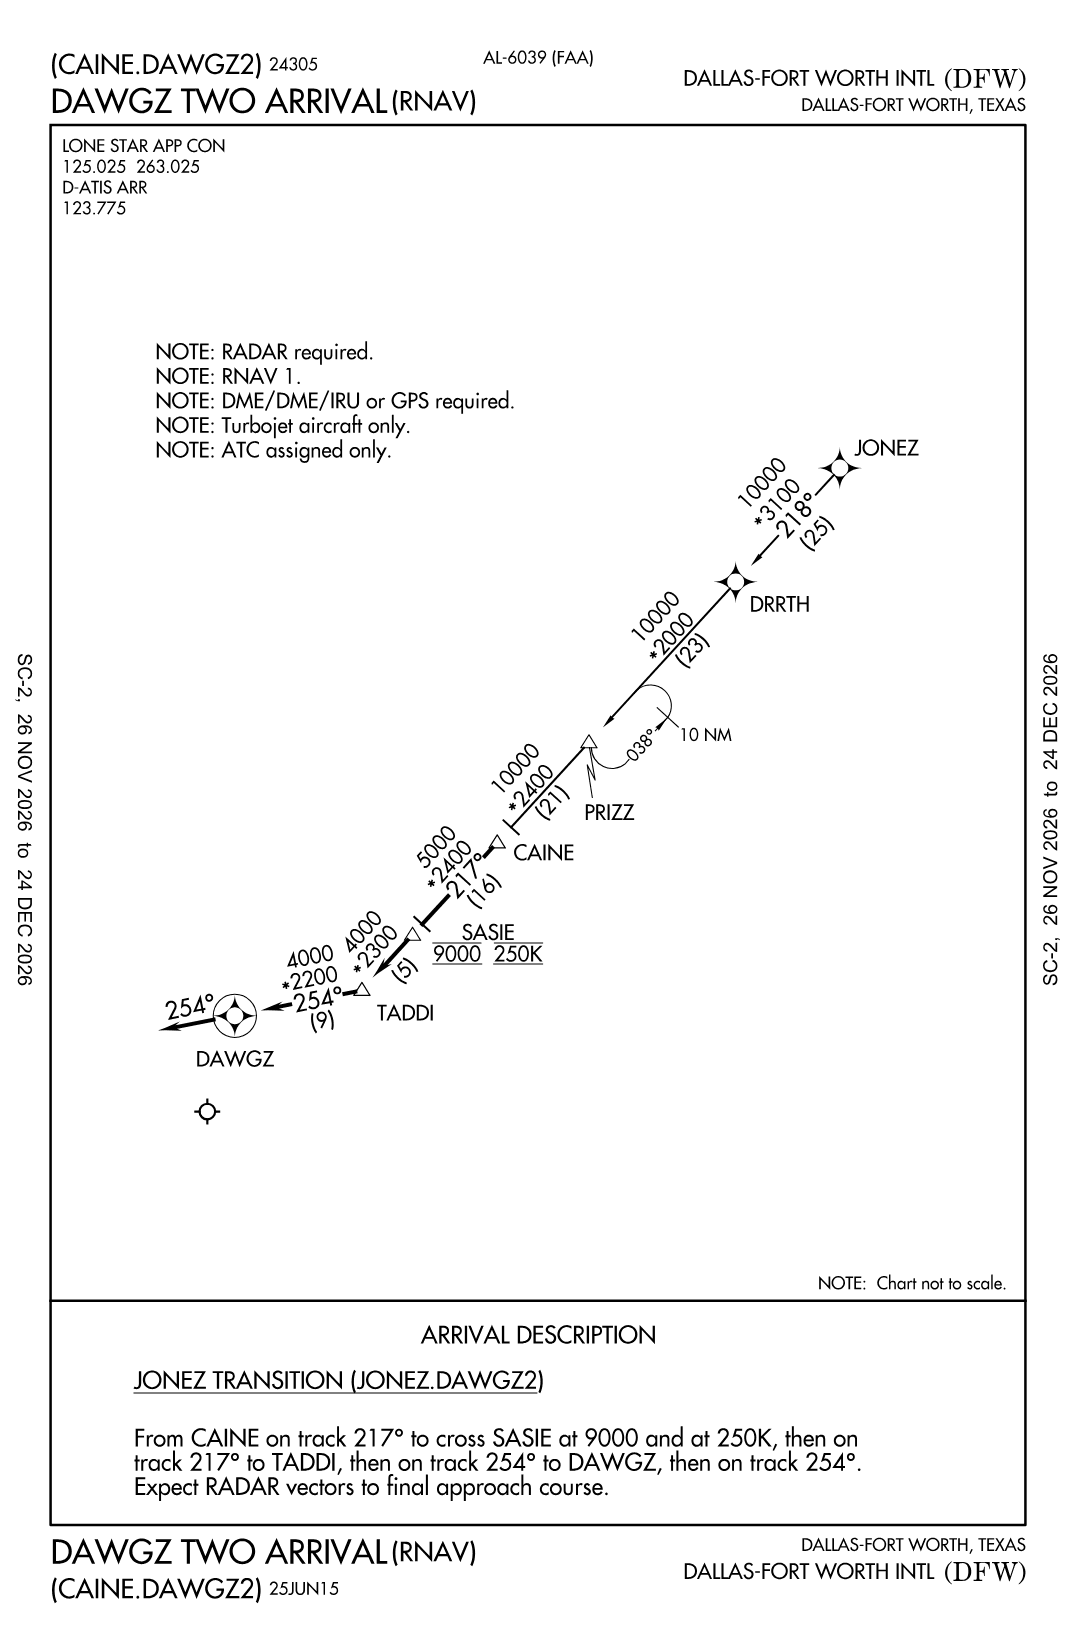 (CAINE.DAWGZ2) 24305
AL-6039 (FAA)
DALLAS-FORT WORTH INTL (DFW)
DAWGZ TWO ARRIVAL (RNAV)
DALLAS-FORT WORTH, TEXAS
LONE STAR APP CON
125.025 263.025
D-ATIS ARR
123.775
NOTE: RADAR required.
NOTE: RNAV 1.
NOTE: DME/DME/IRU or GPS required.
NOTE: Turbojet aircraft only.
NOTE: ATC assigned only.
JONEZ
10000
*3100
218°
(25)
DRRTH
10000
*2000
(23)
10 NM
038°
PRIZZ
10000
*2400
(21)
CAINE
5000
*2400
217°
(16)
SASIE
9000 250K
4000
*2300
(5)
TADDI
4000
*2200
254°
(9)
254°
DAWGZ
SC-2, 26 NOV 2026 to 24 DEC 2026
SC-2, 26 NOV 2026 to 24 DEC 2026
NOTE: Chart not to scale.
ARRIVAL DESCRIPTION
JONEZ TRANSITION (JONEZ.DAWGZ2)
From CAINE on track 217° to cross SASIE at 9000 and at 250K, then on
track 217° to TADDI, then on track 254° to DAWGZ, then on track 254°.
Expect RADAR vectors to final approach course.
DAWGZ TWO ARRIVAL (RNAV)
DALLAS-FORT WORTH, TEXAS
(CAINE.DAWGZ2) 25JUN15
DALLAS-FORT WORTH INTL (DFW)